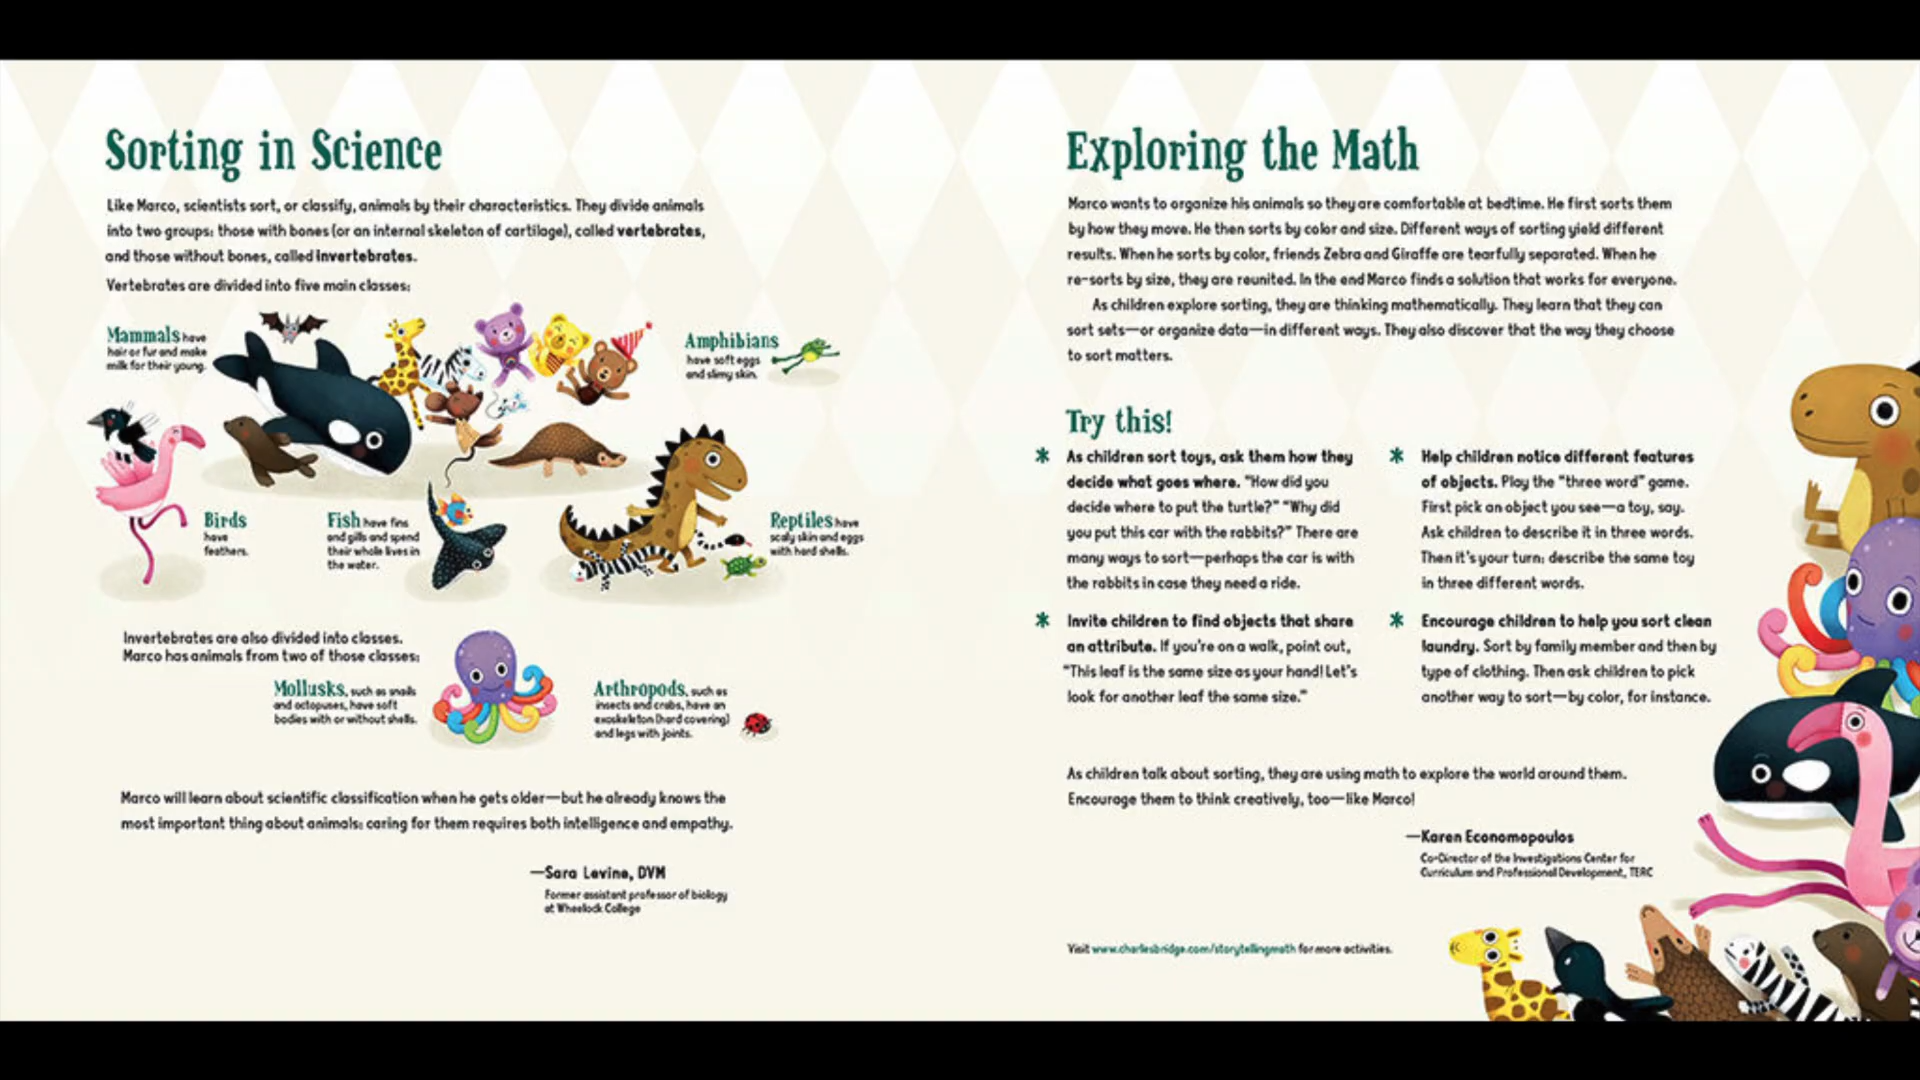 Sorting in Science
Like Marco, scientists sort, or classify, animals by their characteristics. They divide animals
into two groups: those with bones (or an internal skeleton of cartilage), called vertebrates,
and those without bones, called invertebrates.
Vertebrates are divided into five main classes:
Mammals have
hair or fur and make
milk for their young.
Amphibians
have soft eggs
and slimy skin.
Birds
have
feathers.
Fish have fins
and gills and spend
their whole lives in
the water.
Reptiles have
scaly skin and eggs
with hard shells.
Invertebrates are also divided into classes.
Marco has animals from two of those classes:
Mollusks, such as snails
and octopuses, have soft
bodies with or without shells.
Arthropods, such as
insects and crabs, have an
exoskeleton (hard covering)
and legs with joints.
Marco will learn about scientific classification when he gets older—but he already knows the
most important thing about animals: caring for them requires both intelligence and empathy.
—Sara Levine, DVM
Former assistant professor of biology
at Wheelock College
Exploring the Math
Marco wants to organize his animals so they are comfortable at bedtime. He first sorts them
by how they move. He then sorts by color and size. Different ways of sorting yield different
results. When he sorts by color, friends Zebra and Giraffe are tearfully separated. When he
re-sorts by size, they are reunited. In the end Marco finds a solution that works for everyone.
As children explore sorting, they are thinking mathematically. They learn that they can
sort sets—or organize data—in different ways. They also discover that the way they choose
to sort matters.
Try this!
* As children sort toys, ask them how they
decide what goes where. "How did you
decide where to put the turtle?" "Why did
you put this car with the rabbits?" There are
many ways to sort—perhaps the car is with
the rabbits in case they need a ride.
* Invite children to find objects that share
an attribute. If you're on a walk, point out,
"This leaf is the same size as your hand! Let's
look for another leaf the same size."
* Help children notice different features
of objects. Play the "three word" game.
First pick an object you see—a toy, say.
Ask children to describe it in three words.
Then it's your turn: describe the same toy
in three different words.
* Encourage children to help you sort clean
laundry. Sort by family member and then by
type of clothing. Then ask children to pick
another way to sort—by color, for instance.
As children talk about sorting, they are using math to explore the world around them.
Encourage them to think creatively, too—like Marco!
—Karen Economopoulos
Co-Director of the Investigations Center for
Curriculum and Professional Development, TERC
Visit www.charlesbridge.com/storytellingmath for more activities.